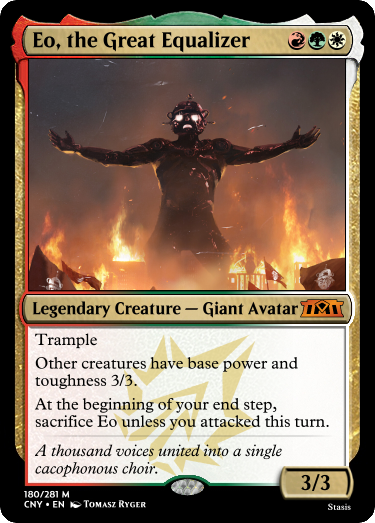 Eo, the Great Equalizer
Legendary Creature — Giant Avatar
Trample
Other creatures have base power and
toughness 3/3.
At the beginning of your end step,
sacrifice Eo unless you attacked this turn.
A thousand voices united into a single
cacophonous choir.
3/3
180/281 M
CNY • EN Tomasz Ryger
Stasis